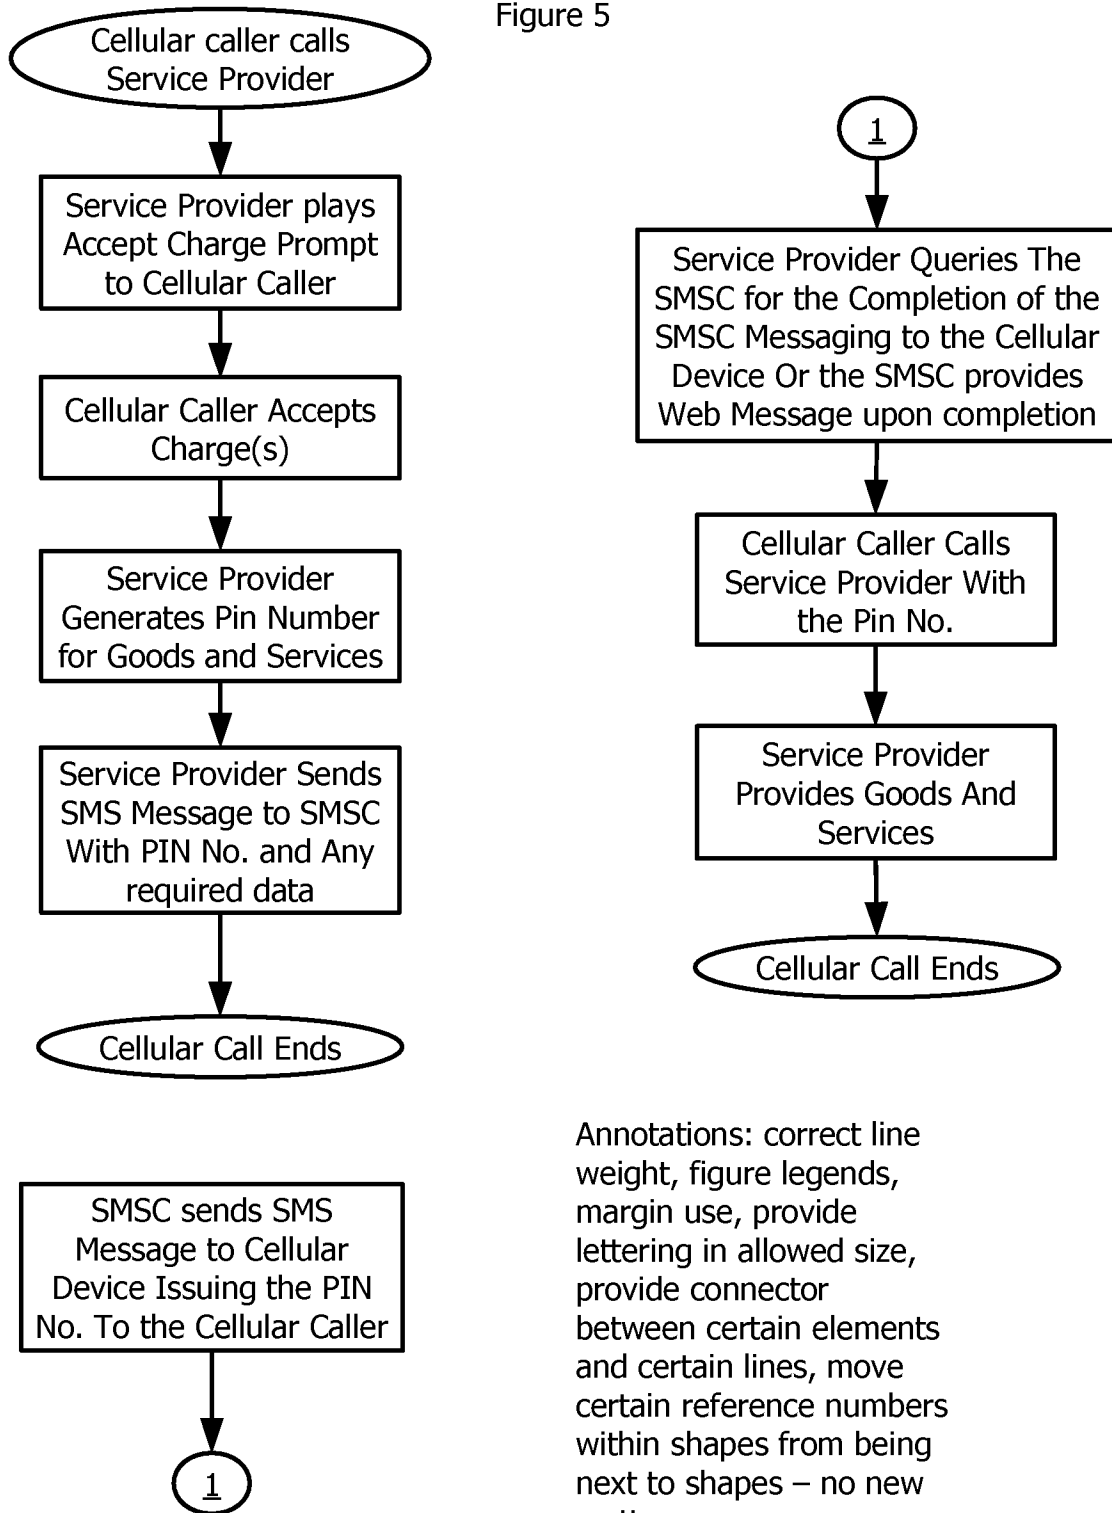 Figure 5
Cellular caller calls
Service Provider
Service Provider plays
Accept Charge Prompt
to Cellular Caller
Cellular Caller Accepts
Charge(s)
Service Provider
Generates Pin Number
for Goods and Services
Service Provider Sends
SMS Message to SMSC
With PIN No. and Any
required data
Cellular Call Ends
SMSC sends SMS
Message to Cellular
Device Issuing the PIN
No. To the Cellular Caller
1
1
Service Provider Queries The
SMSC for the Completion of the
SMSC Messaging to the Cellular
Device Or the SMSC provides
Web Message upon completion
Cellular Caller Calls
Service Provider With
the Pin No.
Service Provider
Provides Goods And
Services
Cellular Call Ends
Annotations: correct line
weight, figure legends,
margin use, provide
lettering in allowed size,
provide connector
between certain elements
and certain lines, move
certain reference numbers
within shapes from being
next to shapes – no new